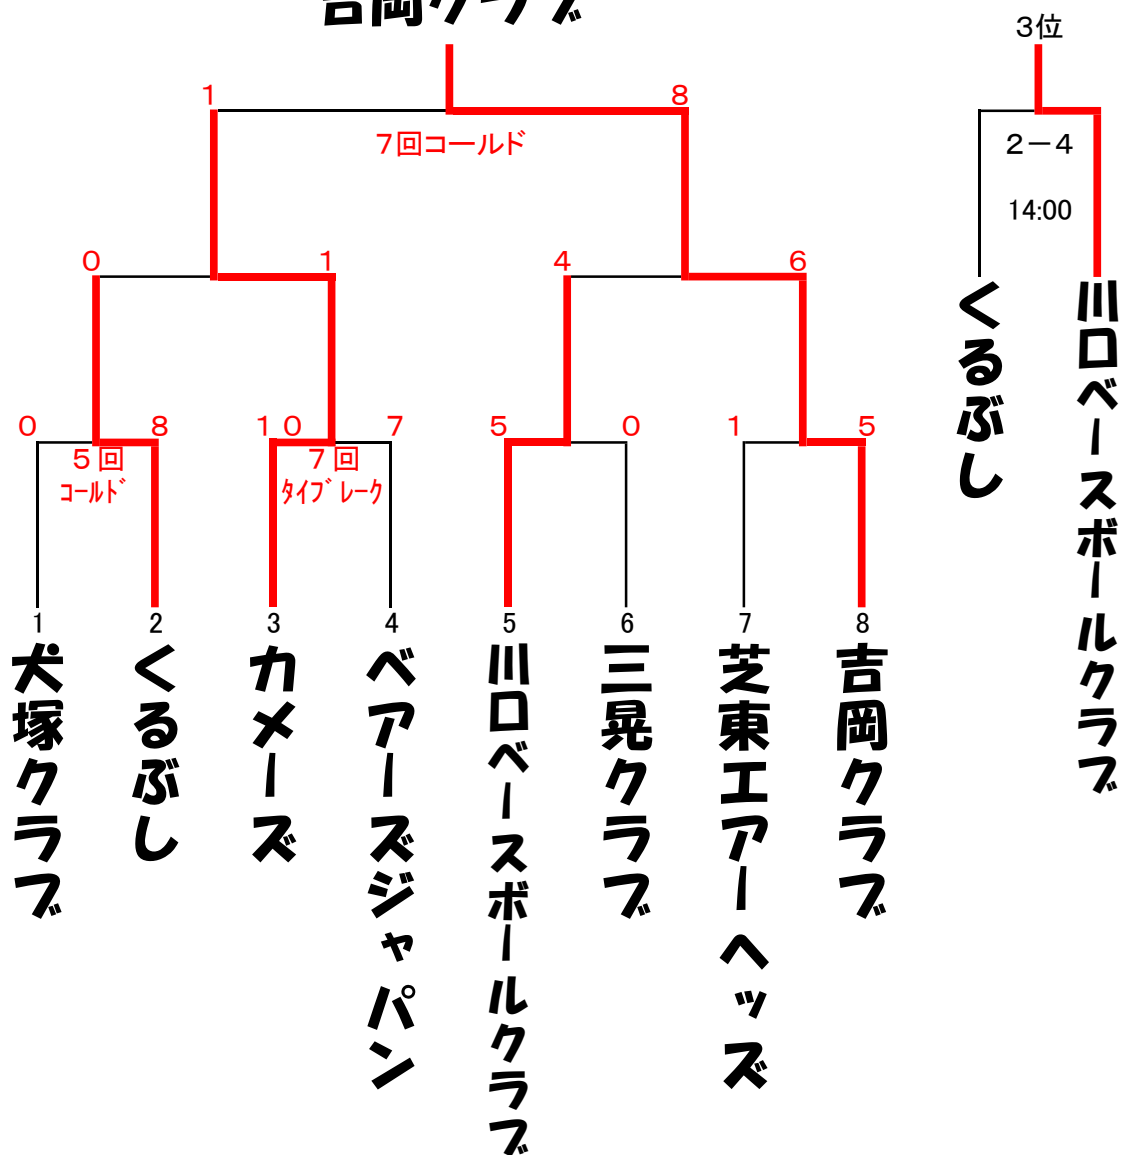 吉岡クラブ
3位
1
8
7回コールド
2－4
14:00
0
1
4
6
くるぶし
川口ベースボールクラブ
0
8
10
7
5
0
1
5
5回
コールド
7回
タイブレーク
1
2
3
4
5
6
7
8
犬塚クラブ
くるぶし
カメーズ
ベアーズジャパン
川口ベースボールクラブ
三晃クラブ
芝東エアーヘッズ
吉岡クラブ